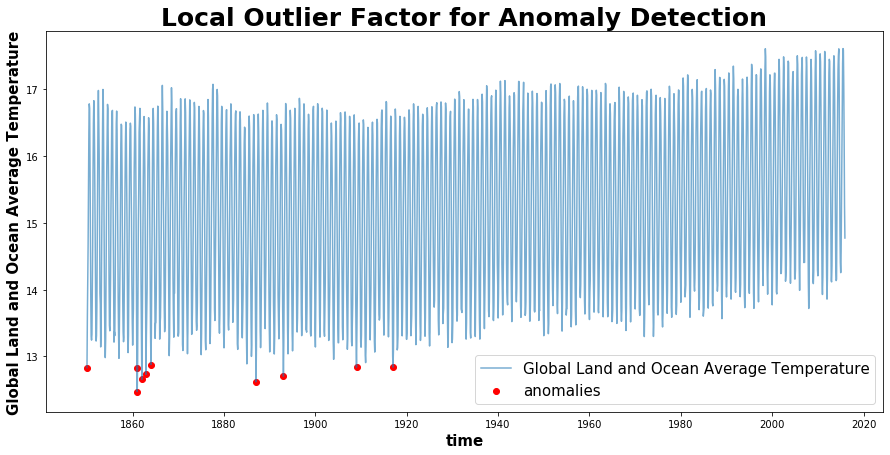 Local Outlier Factor for Anomaly Detection
Global Land and Ocean Average Temperature
17
16
15
14
13
Global Land and Ocean Average Temperature
anomalies
1860
1880
1900
1920
1940
1960
1980
2000
2020
time